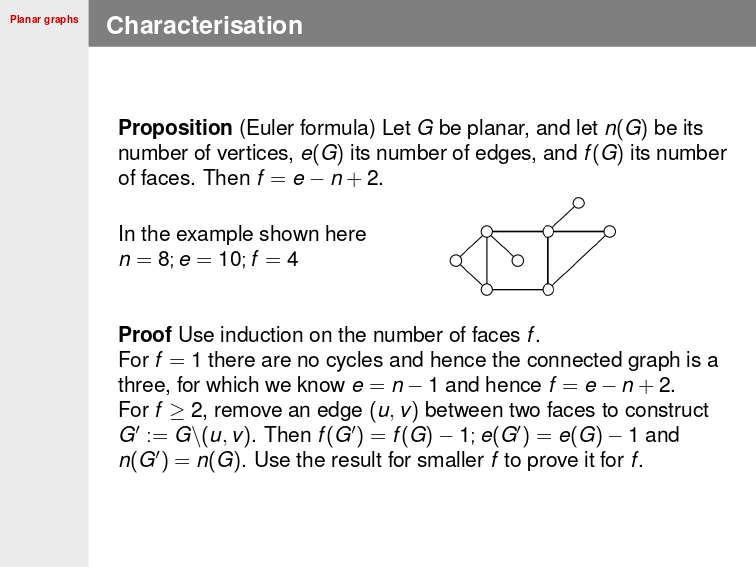 Planar graphs
Characterisation
Proposition (Euler formula) Let G be planar, and let n(G) be its
number of vertices, e(G) its number of edges, and f(G) its number
of faces. Then f = e − n + 2.
In the example shown here
n = 8; e = 10; f = 4
Proof Use induction on the number of faces f.
For f = 1 there are no cycles and hence the connected graph is a
three, for which we know e = n − 1 and hence f = e − n + 2.
For f ≥ 2, remove an edge (u, v) between two faces to construct
G′ := G\(u, v). Then f(G′) = f(G) − 1; e(G′) = e(G) − 1 and
n(G′) = n(G). Use the result for smaller f to prove it for f.